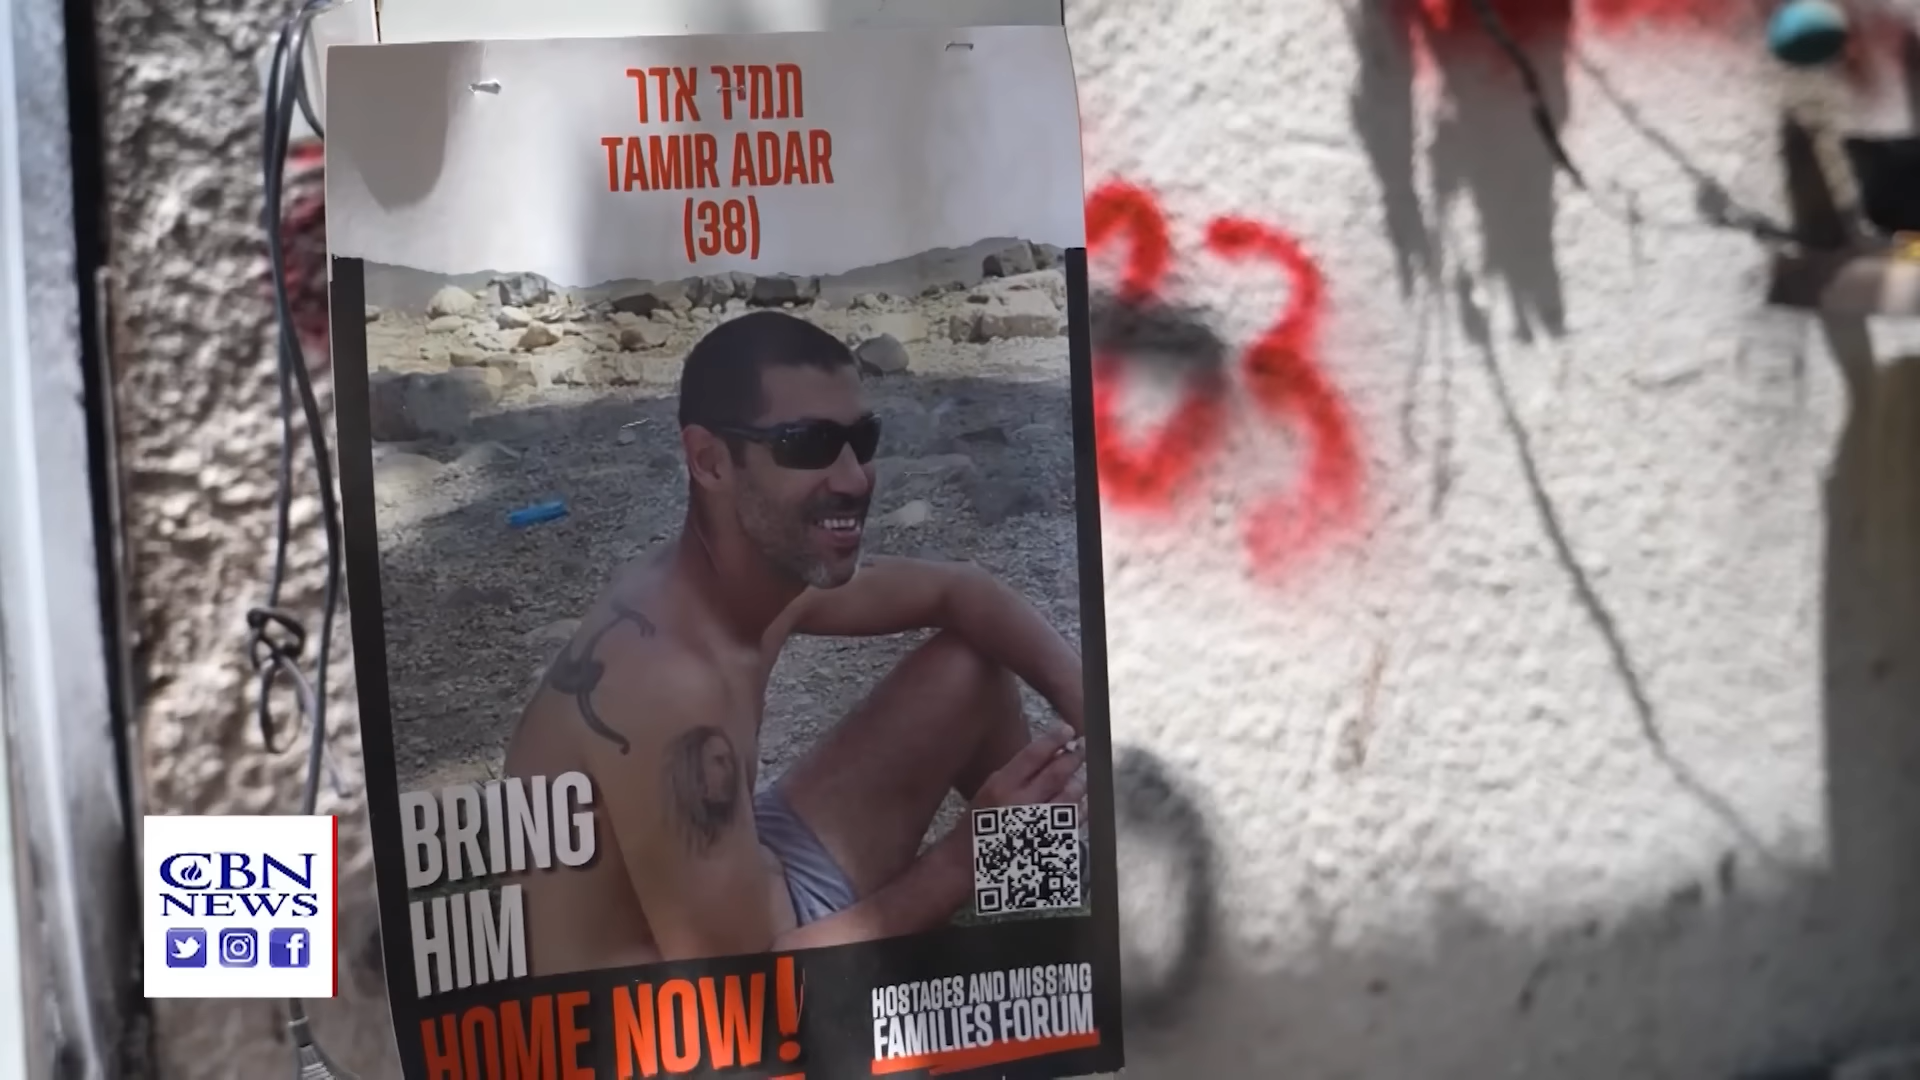 תמיר אדר
TAMIR ADAR
(38)
BRING
HIM
HOME NOW!
HOSTAGES AND MISSING
FAMILIES FORUM
CBN
NEWS